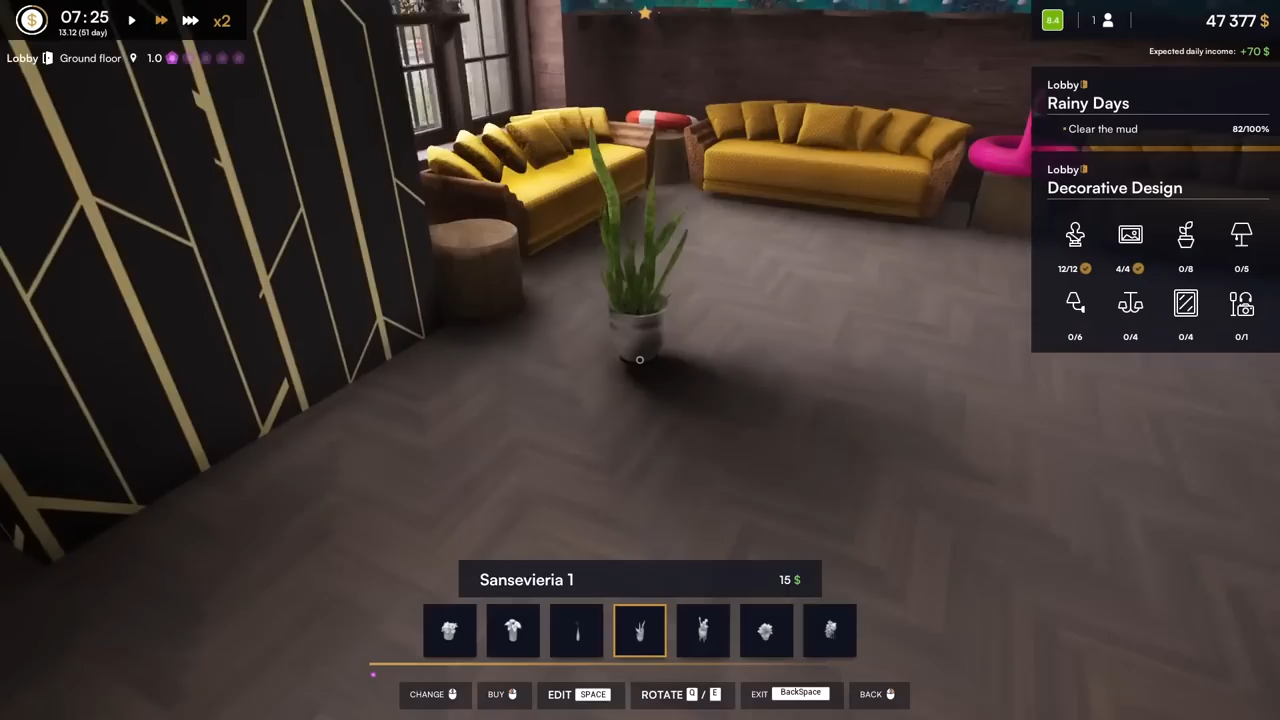 07:25
x2
13.12 (51 day)
Lobby Ground floor 1.0
8.4 1 47 377 $
Expected daily income: +70 $
Lobby
Rainy Days
Clear the mud 82/100%
Lobby
Decorative Design
12/12 4/4 0/8 0/5
0/6 0/4 0/4 0/1
Sansevieria 1 15 $
CHANGE BUY EDIT SPACE ROTATE Q / E EXIT BackSpace BACK